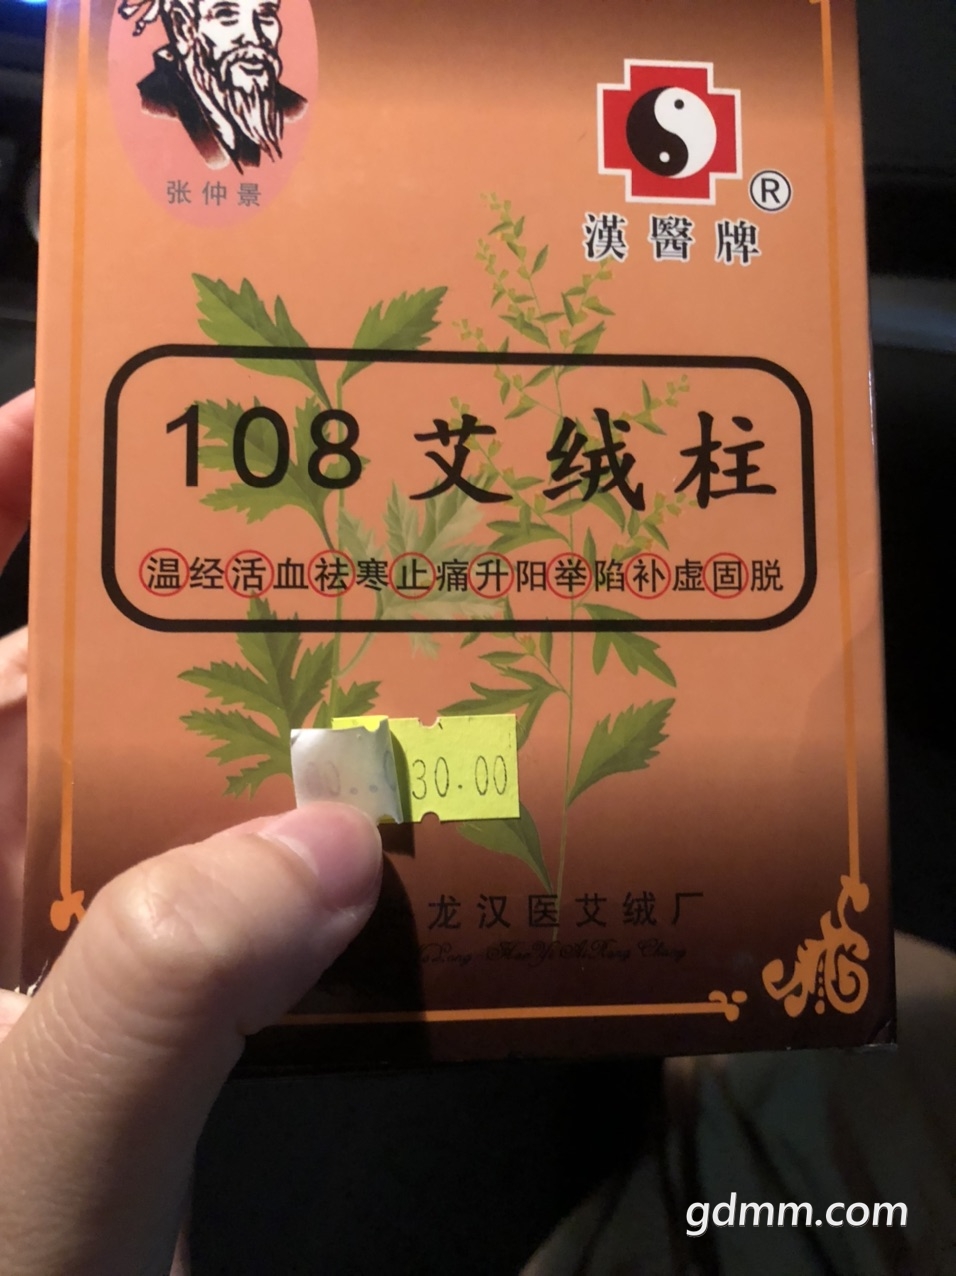 张仲景
®
漢醫牌
108 艾绒柱
温经活血祛寒止痛升阳举陷补虚固脱
30.00
龙汉医艾绒厂
gdmm.com